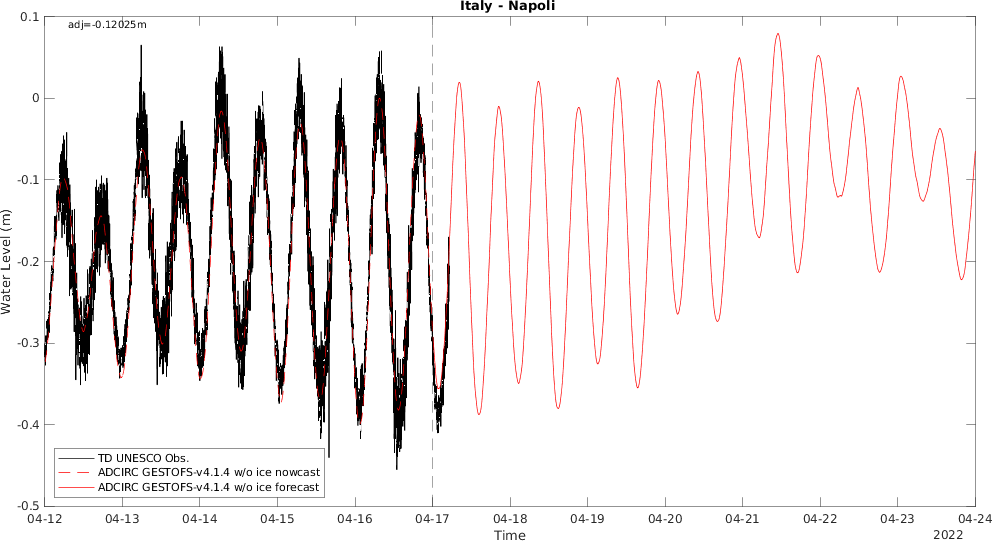 Italy - Napoli
adj=-0.12025m
0.1
0
-0.1
-0.2
-0.3
-0.4
-0.5
Water Level (m)
TD UNESCO Obs.
ADCIRC GESTOFS-v4.1.4 w/o ice nowcast
ADCIRC GESTOFS-v4.1.4 w/o ice forecast
04-12 04-13 04-14 04-15 04-16 04-17 04-18 04-19 04-20 04-21 04-22 04-23 04-24
Time
2022